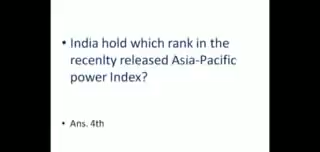 • India hold which rank in the
recenlty released Asia-Pacific
power Index?
• Ans. 4th